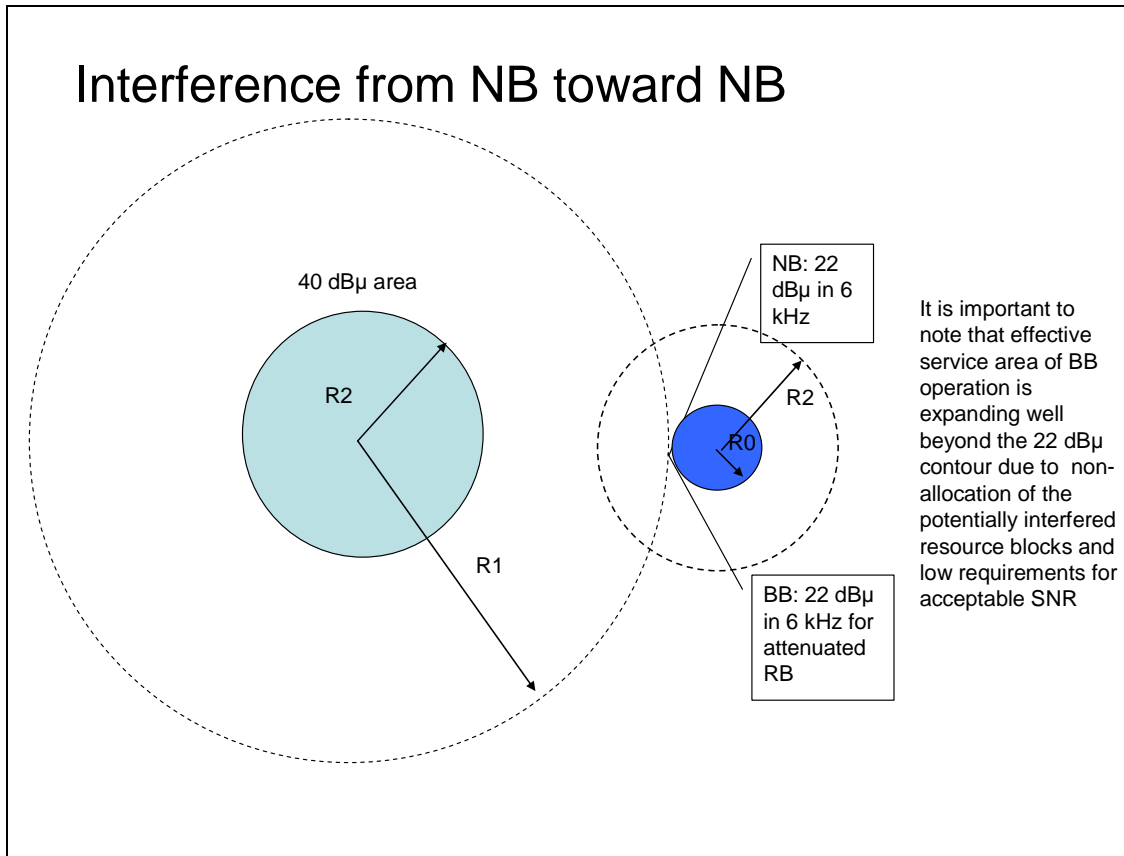 Interference from NB toward NB
40 dBµ area
R2
R1
NB: 22
dBµ in 6
kHz
R2
R0
BB: 22 dBµ
in 6 kHz for
attenuated
RB
It is important to
note that effective
service area of BB
operation is
expanding well
beyond the 22 dBµ
contour due to non-
allocation of the
potentially interfered
resource blocks and
low requirements for
acceptable SNR